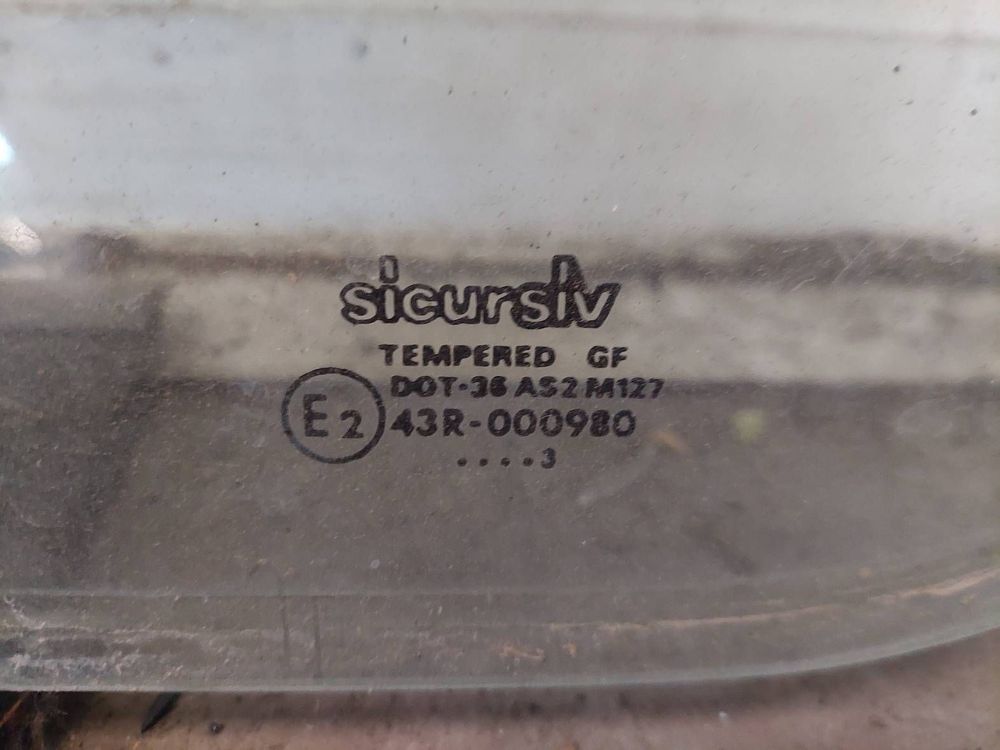 sicursiv
TEMPERED GF
DOT-36 AS2 M127
E2 43R-000980
....3